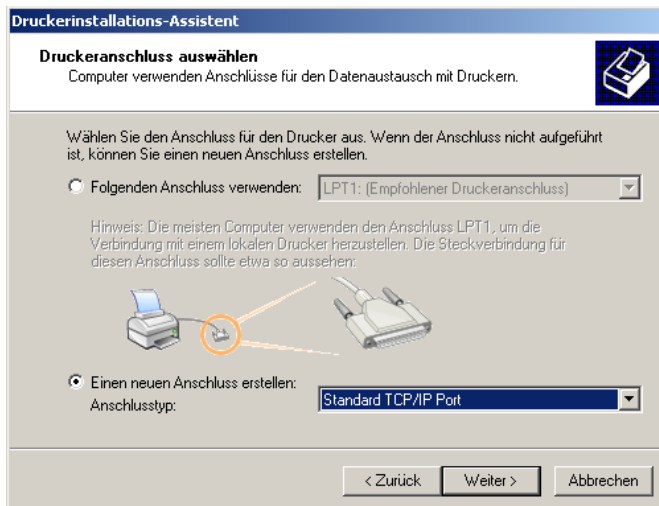 Druckerinstallations-Assistent
Druckeranschluss auswählen
Computer verwenden Anschlüsse für den Datenaustausch mit Druckern.
Wählen Sie den Anschluss für den Drucker aus. Wenn der Anschluss nicht aufgeführt
ist, können Sie einen neuen Anschluss erstellen.
Folgenden Anschluss verwenden: LPT1: (Empfohlener Druckeranschluss)
Hinweis: Die meisten Computer verwenden den Anschluss LPT1, um die
Verbindung mit einem lokalen Drucker herzustellen. Die Steckverbindung für
diesen Anschluss sollte etwa so aussehen:
Einen neuen Anschluss erstellen:
Anschlusstyp: Standard TCP/IP Port
< Zurück Weiter > Abbrechen